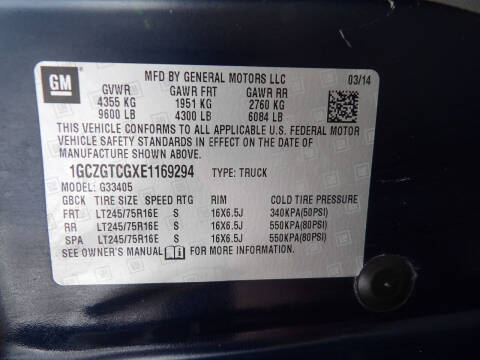 GM
MFD BY GENERAL MOTORS LLC 03/14
GVWR GAWR FRT GAWR RR
4355 KG 1951 KG 2760 KG
9600 LB 4300 LB 6084 LB
THIS VEHICLE CONFORMS TO ALL APPLICABLE U.S. FEDERAL MOTOR
VEHICLE SAFETY STANDARDS IN EFFECT ON THE DATE OF
MANUFACTURE SHOWN ABOVE.
1GCZGTCGXE1169294 TYPE: TRUCK
MODEL: G33405
GBC TIRE SIZE SPEED RTG RIM COLD TIRE PRESSURE
FRT LT245/75R16E S 16X6.5J 340KPA(50PSI)
RR LT245/75R16E S 16X6.5J 550KPA(80PSI)
SPA LT245/75R16E S 16X6.5J 550KPA(80PSI)
SEE OWNER'S MANUAL FOR MORE INFORMATION.